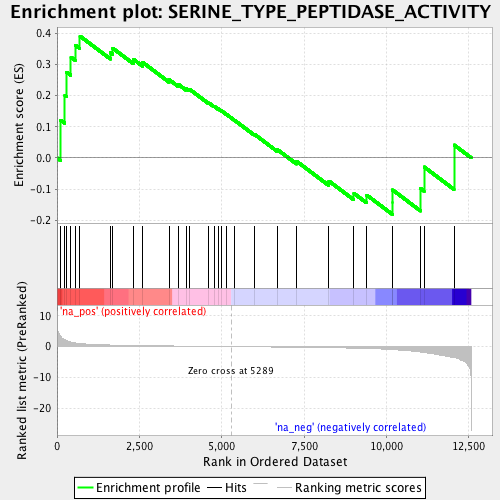 Enrichment plot: SERINE_TYPE_PEPTIDASE_ACTIVITY
Enrichment score (ES)
0.4
0.3
0.2
0.1
0.0
-0.1
-0.2
'na_pos' (positively correlated)
Ranked list metric (PreRanked)
10
0
-10
-20
Zero cross at 5289
'na_neg' (negatively correlated)
0
2,500
5,000
7,500
10,000
12,500
Rank in Ordered Dataset
Enrichment profile
Hits
Ranking metric scores